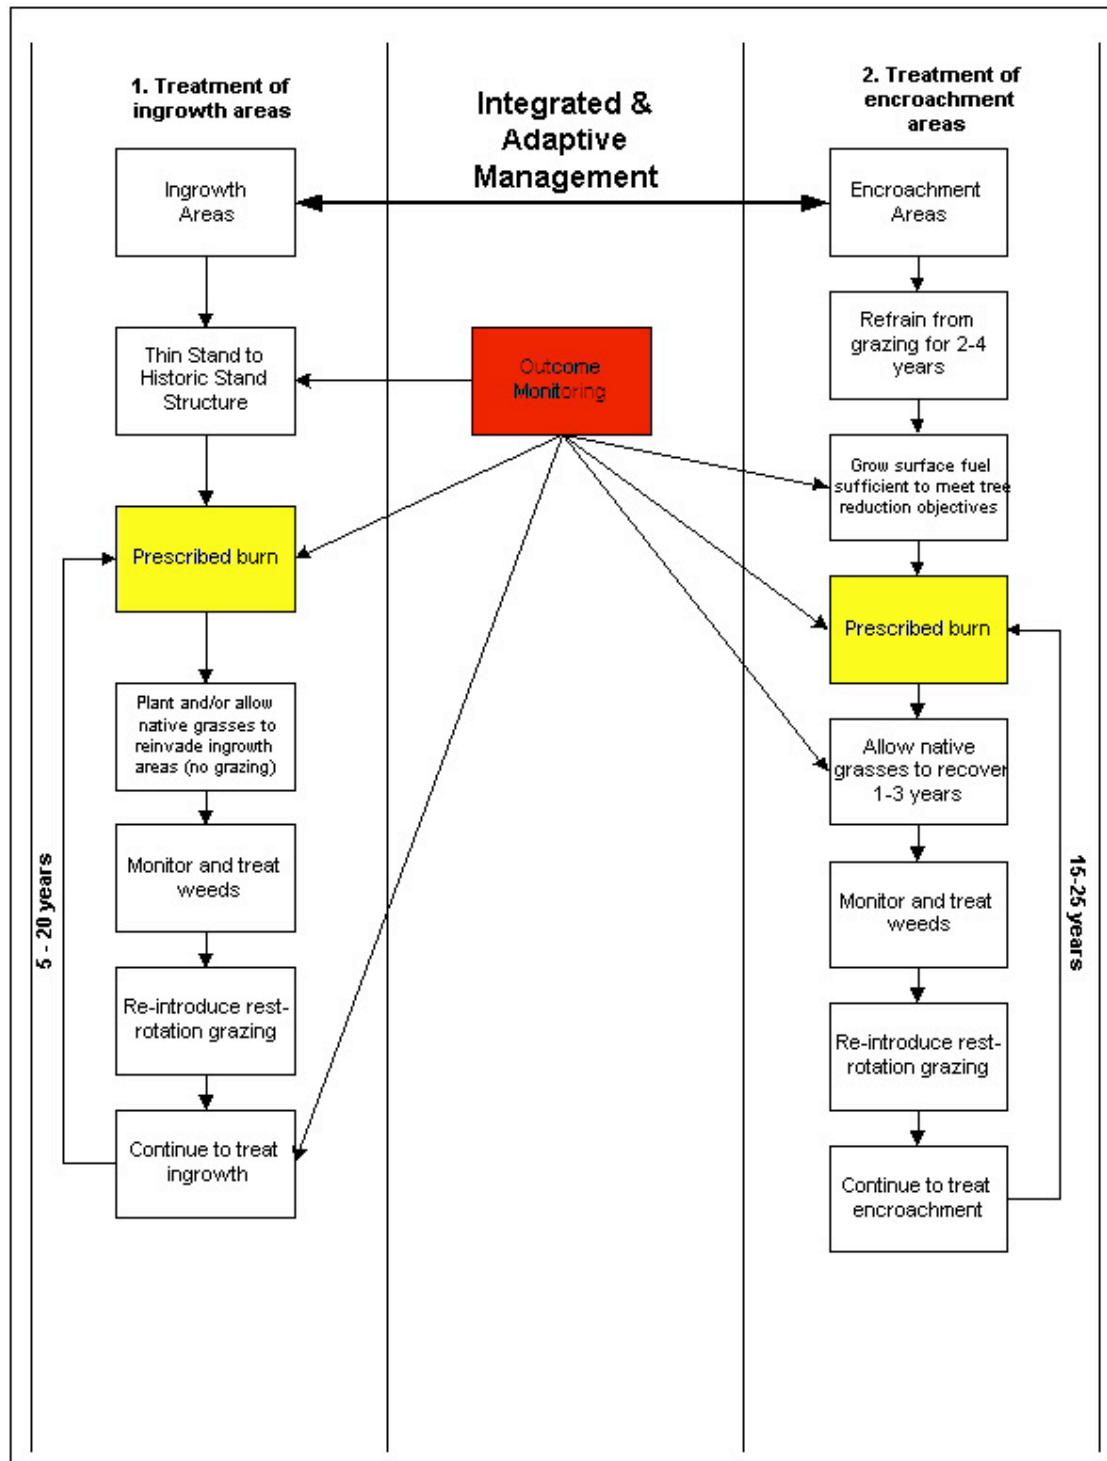 1. Treatment of
ingrowth areas
Integrated &
Adaptive
Management
2. Treatment of
encroachment
areas
Ingrowth
Areas
Encroachment
Areas
Thin Stand to
Historic Stand
Structure
Outcome
Monitoring
Refrain from
grazing for 2-4
years
Grow surface fuel
sufficient to meet tree
reduction objectives
Prescribed burn
Prescribed burn
Plant and/or allow
native grasses to
reinvade ingrowth
areas (no grazing)
Allow native
grasses to recover
1-3 years
Monitor and treat
weeds
Monitor and treat
weeds
5 - 20 years
15-25 years
Re-introduce rest-
rotation grazing
Re-introduce rest-
rotation grazing
Continue to treat
ingrowth
Continue to treat
encroachment